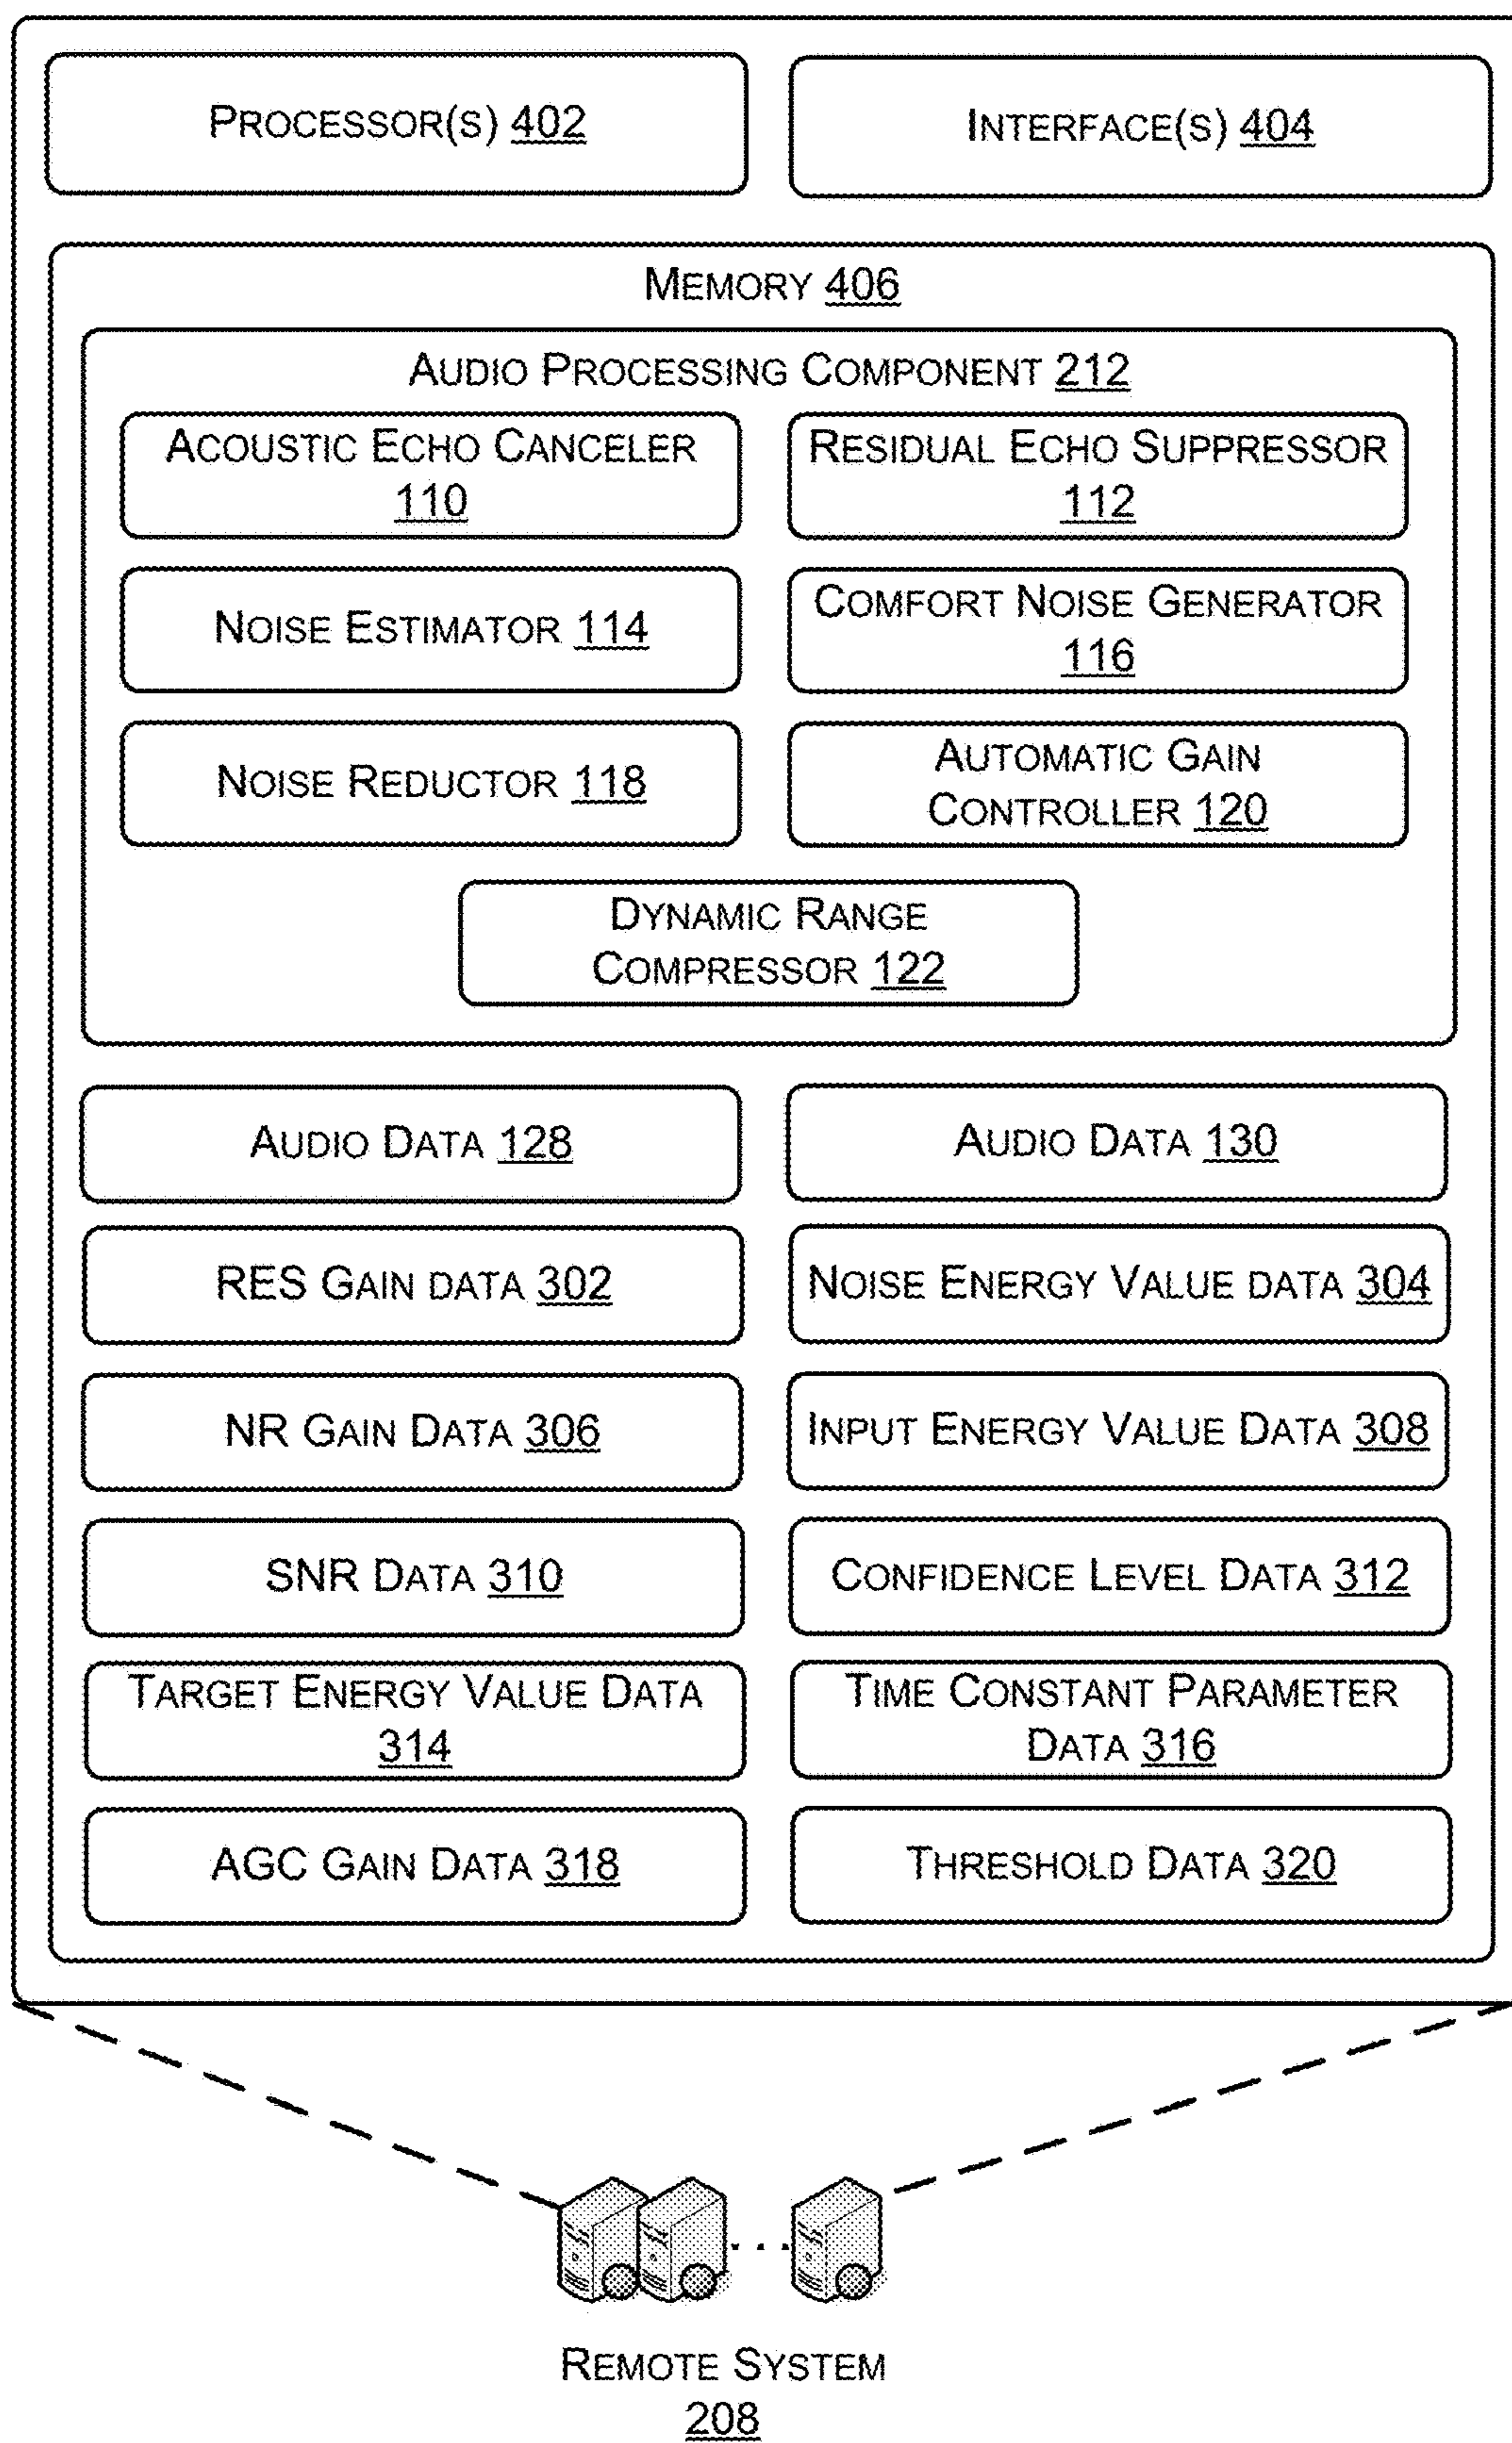 PROCESSOR(S) 402
INTERFACE(S) 404
MEMORY 406
AUDIO PROCESSING COMPONENT 212
ACOUSTIC ECHO CANCELER
110
RESIDUAL ECHO SUPPRESSOR
112
NOISE ESTIMATOR 114
COMFORT NOISE GENERATOR
116
NOISE REDUCTOR 118
AUTOMATIC GAIN
CONTROLLER 120
DYNAMIC RANGE
COMPRESSOR 122
AUDIO DATA 128
AUDIO DATA 130
RES GAIN DATA 302
NOISE ENERGY VALUE DATA 304
NR GAIN DATA 306
INPUT ENERGY VALUE DATA 308
SNR DATA 310
CONFIDENCE LEVEL DATA 312
TARGET ENERGY VALUE DATA
314
TIME CONSTANT PARAMETER
DATA 316
AGC GAIN DATA 318
THRESHOLD DATA 320
...
REMOTE SYSTEM
208